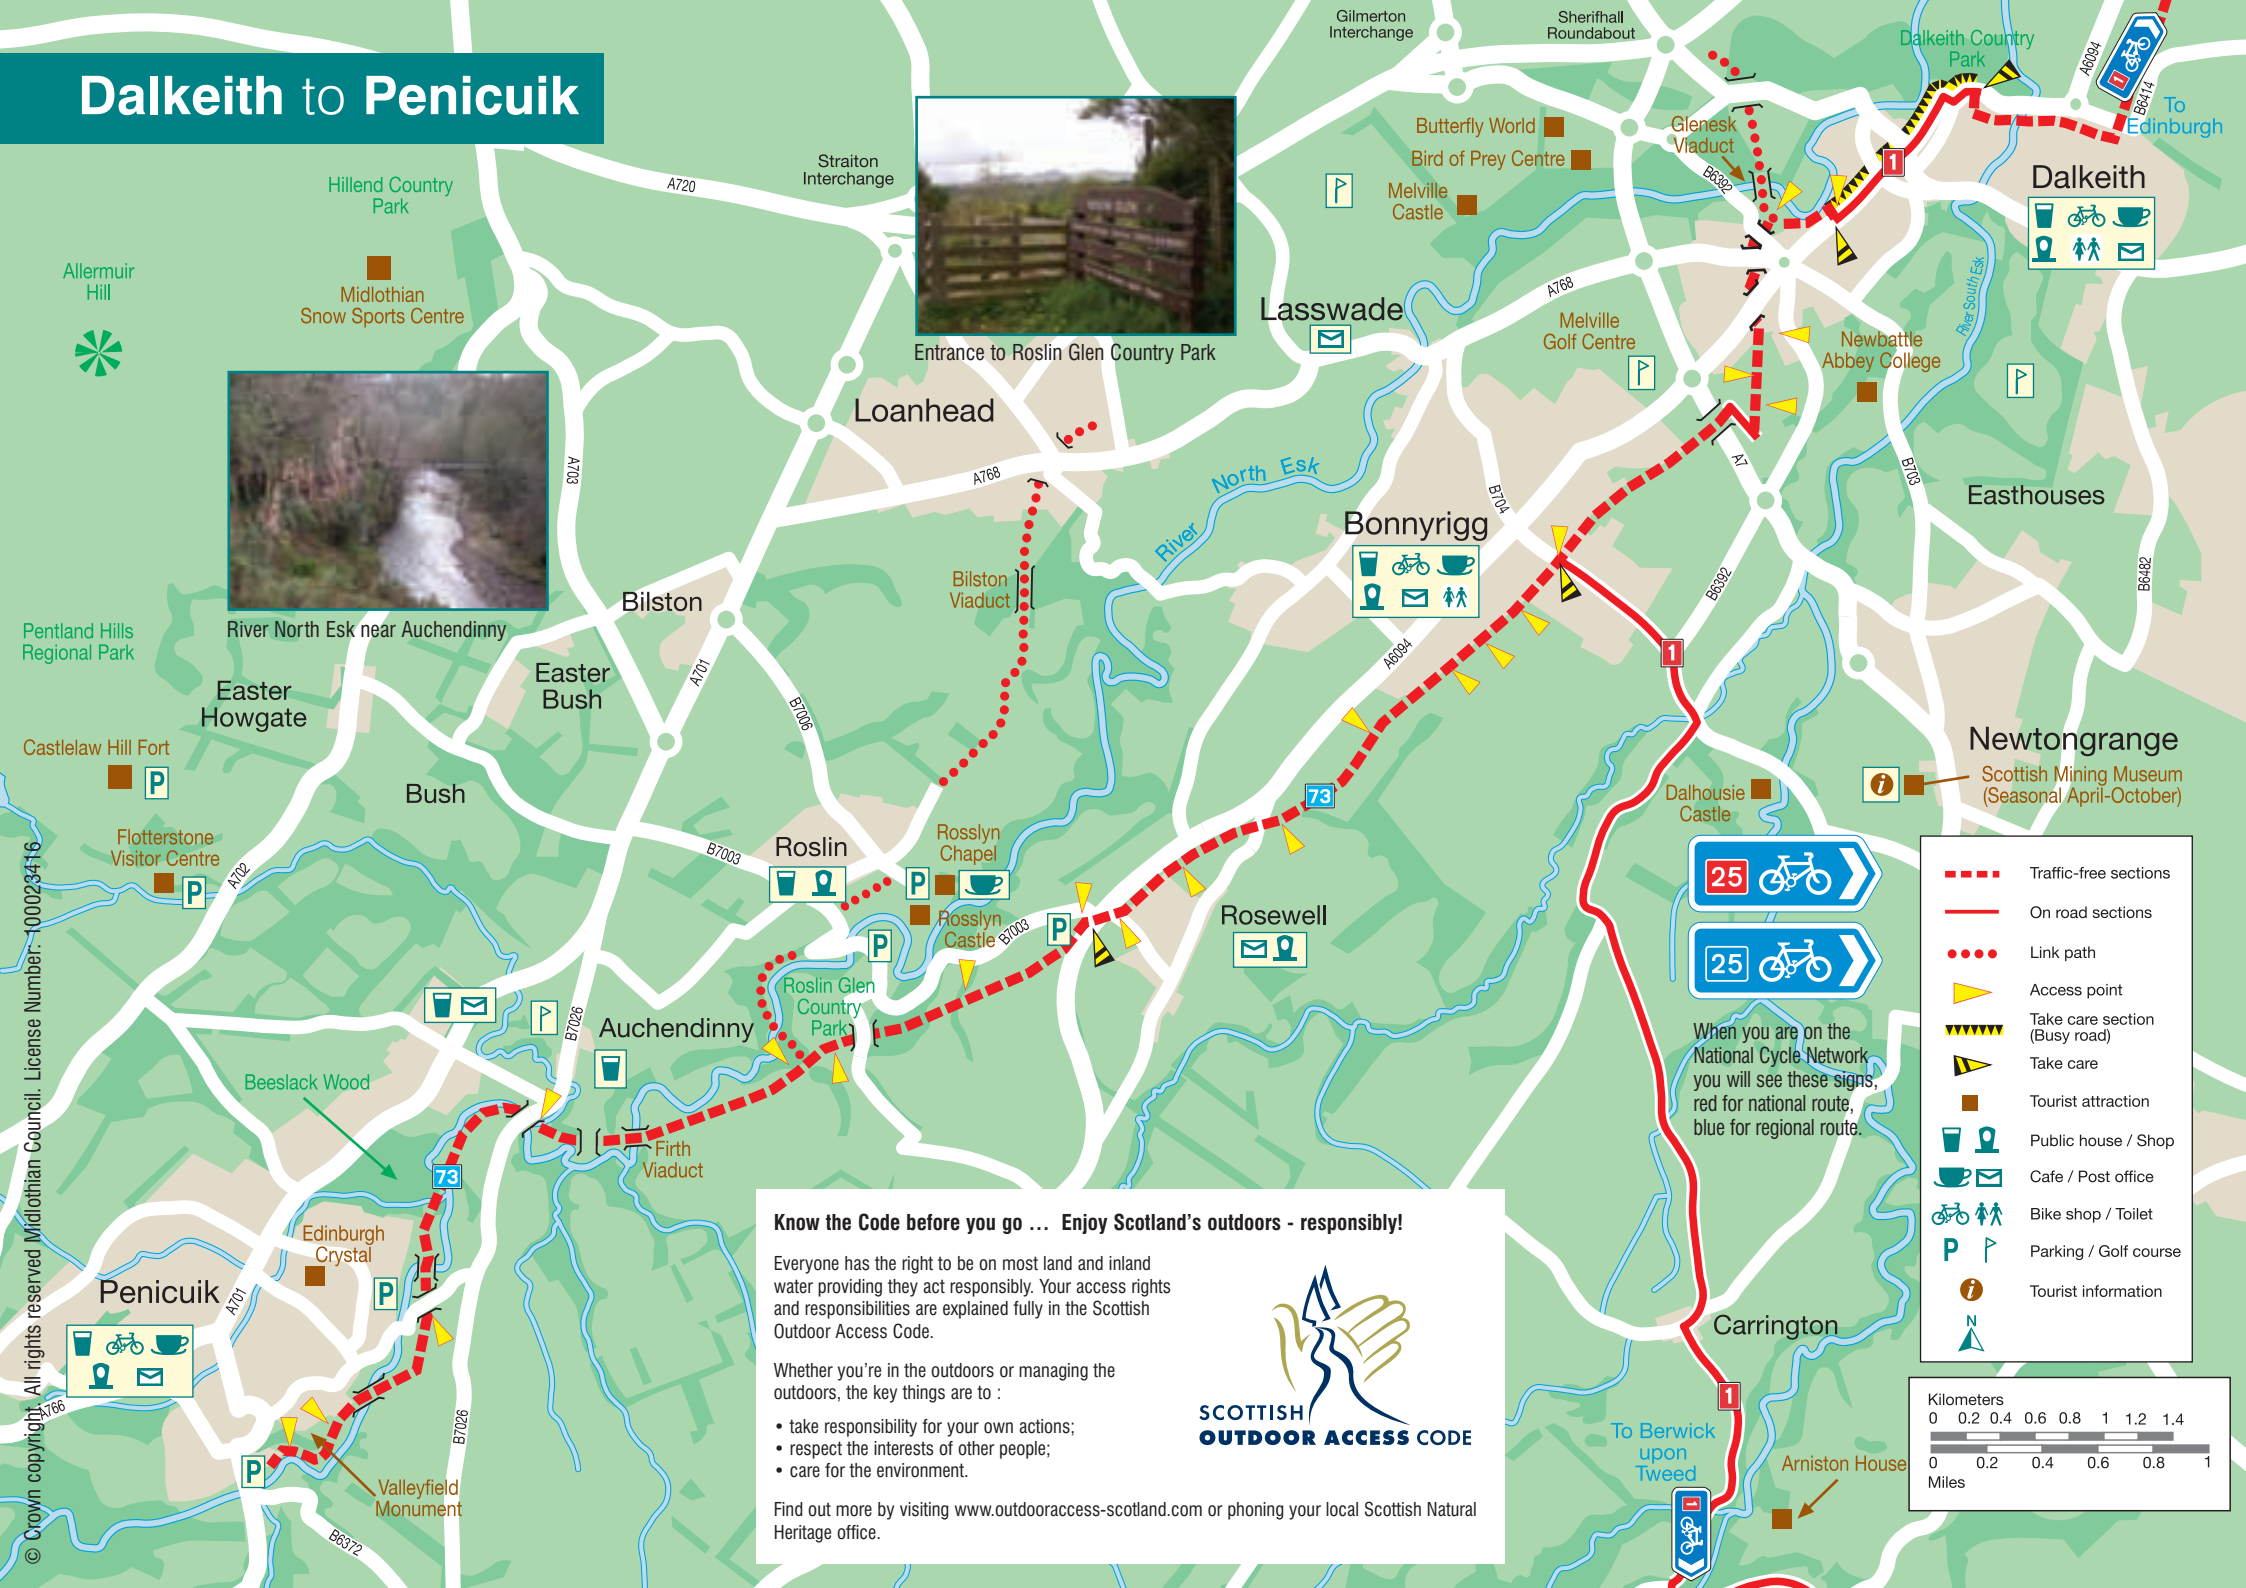 Dalkeith to Penicuik
Gilmerton
Interchange
Sherifhall
Roundabout
Dalkeith Country
Park
A6094
B6414
1
To
Edinburgh
Hillend Country
Park
A720
Straiton
Interchange
Butterfly World
Bird of Prey Centre
Melville
Castle
Glenesk
Viaduct
B6392
1
Dalkeith
Allermuir
Hill
Midlothian
Snow Sports Centre
Entrance to Roslin Glen Country Park
Lasswade
A768
Melville
Golf Centre
Newbattle
Abbey College
River South Esk
Loanhead
A768
A703
River North Esk
Bonnyrigg
B704
A7
B703
Easthouses
B6482
B6392
River North Esk near Auchendinny
Pentland Hills
Regional Park
Bilston
Bilston
Viaduct
Easter
Howgate
Easter
Bush
A701
B7006
A6094
1
Castlelaw Hill Fort
P
Bush
73
Newtongrange
Scottish Mining Museum
(Seasonal April-October)
i
Dalhousie
Castle
Flotterstone
Visitor Centre
P
A702
B7003
Roslin
Rosslyn
Chapel
P
Rosslyn
Castle
B7003
P
P
Rosewell
25
25
When you are on the
National Cycle Network
you will see these signs,
red for national route,
blue for regional route.
Traffic-free sections
On road sections
Link path
Access point
Take care section
(Busy road)
Take care
Tourist attraction
Public house / Shop
Cafe / Post office
Bike shop / Toilet
P
Parking / Golf course
i
Tourist information
N
Roslin Glen
Country
Park
Auchendinny
B7026
Beeslack Wood
73
Firth
Viaduct
Edinburgh
Crystal
P
Penicuik
A701
A766
B7026
P
Valleyfield
Monument
B6372
Know the Code before you go … Enjoy Scotland's outdoors - responsibly!
Everyone has the right to be on most land and inland
water providing they act responsibly. Your access rights
and responsibilities are explained fully in the Scottish
Outdoor Access Code.
Whether you're in the outdoors or managing the
outdoors, the key things are to :
• take responsibility for your own actions;
• respect the interests of other people;
• care for the environment.
Find out more by visiting www.outdooraccess-scotland.com or phoning your local Scottish Natural
Heritage office.
SCOTTISH
OUTDOOR ACCESS CODE
Carrington
1
To Berwick
upon
Tweed
1
Arniston House
Kilometers
0 0.2 0.4 0.6 0.8 1 1.2 1.4
0 0.2 0.4 0.6 0.8 1
Miles
© Crown copyright. All rights reserved Midlothian Council. License Number: 100023416